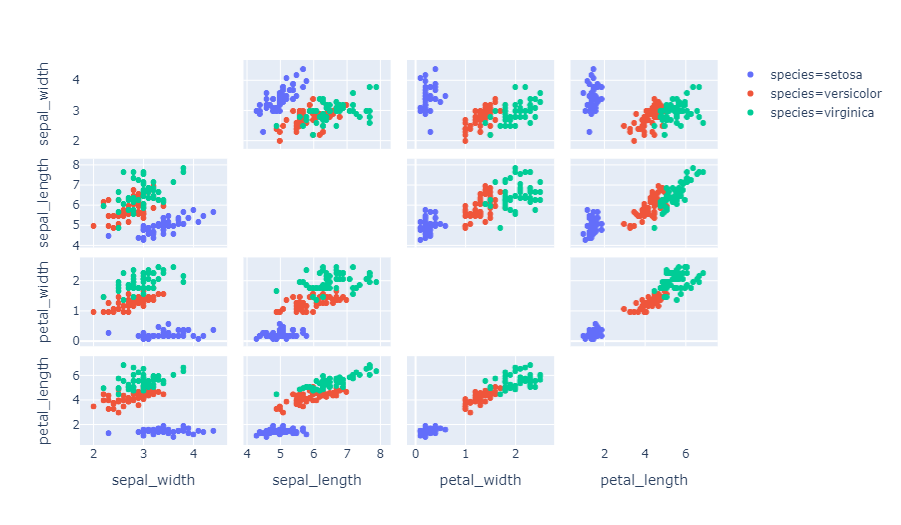 species=setosa
species=versicolor
species=virginica
sepal_width
4
3
2
sepal_length
8
7
6
5
4
petal_width
2
1
0
petal_length
6
4
2
2 3 4 4 5 6 7 8 0 1 2 2 4 6
sepal_width sepal_length petal_width petal_length